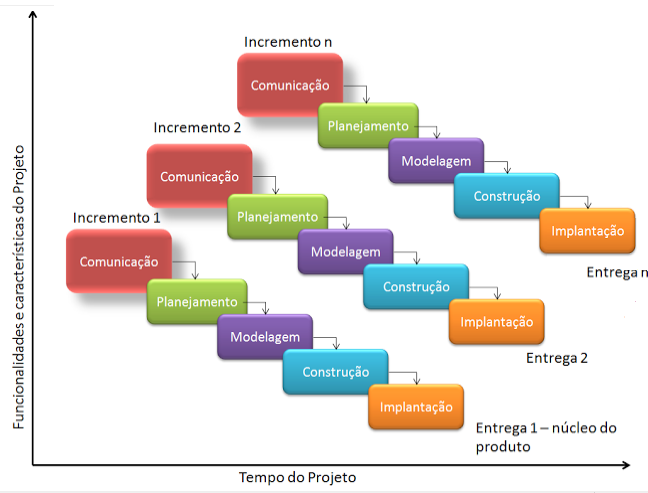 Incremento n
Comunicação
Planejamento
Modelagem
Construção
Implantação
Entrega n
Incremento 2
Comunicação
Planejamento
Modelagem
Construção
Implantação
Entrega 2
Incremento 1
Comunicação
Planejamento
Modelagem
Construção
Implantação
Entrega 1 – núcleo do
produto
Funcionalidades e características do Projeto
Tempo do Projeto